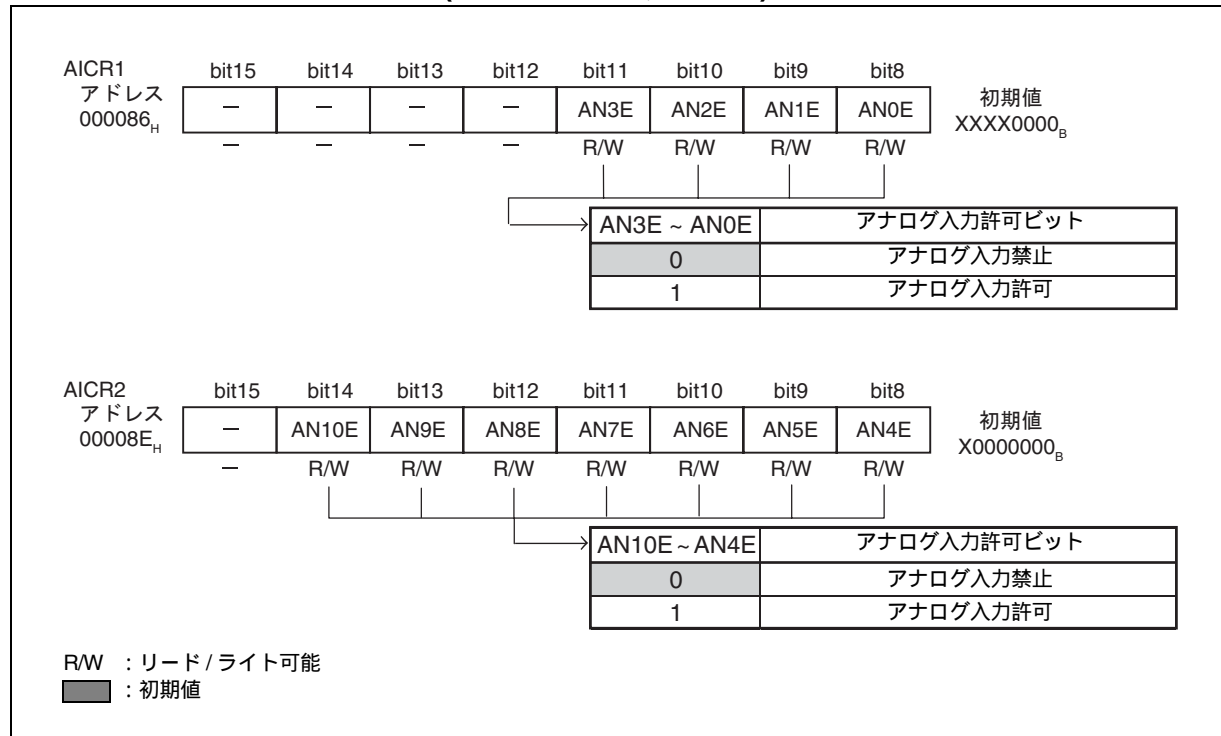 AICR1 bit15 bit14 bit13 bit12 bit11 bit10 bit9 bit8
アドレス 000086H － － － － AN3E AN2E AN1E AN0E 初期値 XXXX0000B
－ － － － R/W R/W R/W R/W
AN3E ~ AN0E アナログ入力許可ビット
0 アナログ入力禁止
1 アナログ入力許可
AICR2 bit15 bit14 bit13 bit12 bit11 bit10 bit9 bit8
アドレス 00008EH － AN10E AN9E AN8E AN7E AN6E AN5E AN4E 初期値 X0000000B
－ R/W R/W R/W R/W R/W R/W R/W
AN10E ~ AN4E アナログ入力許可ビット
0 アナログ入力禁止
1 アナログ入力許可
R/W ：リード / ライト可能
：初期値